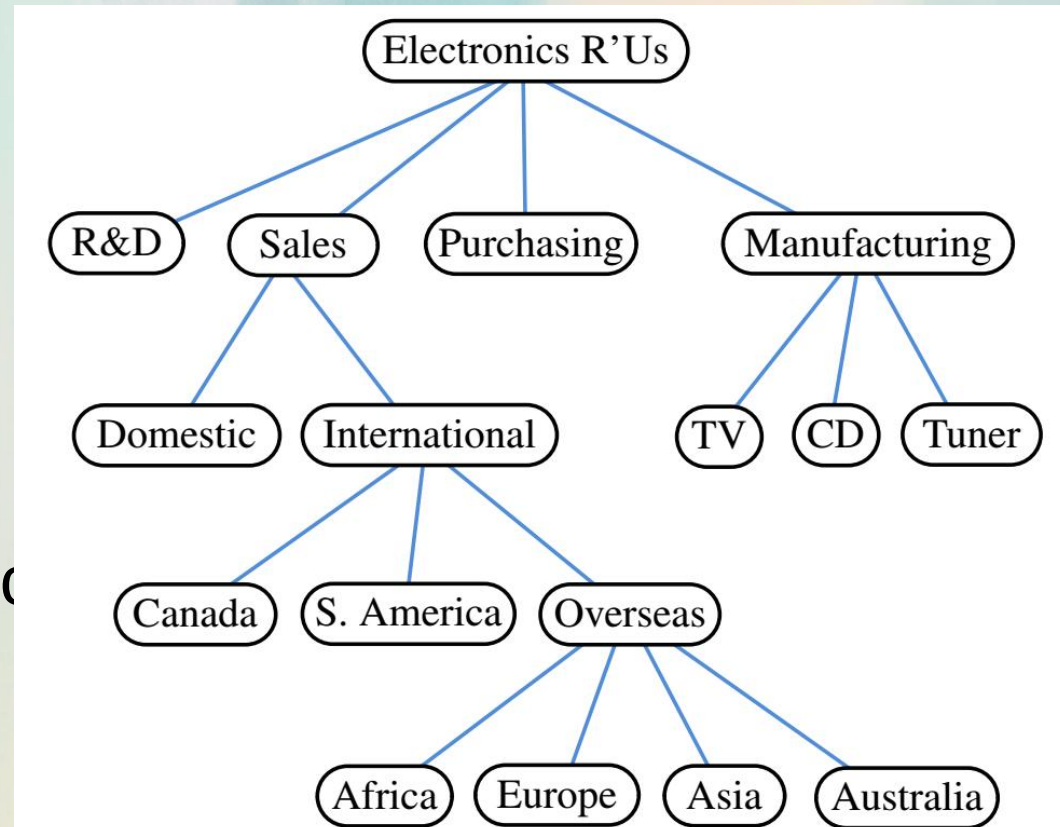 Electronics R'Us
R&D Sales Purchasing Manufacturing
Domestic International TV CD Tuner
Canada S. America Overseas
Africa Europe Asia Australia